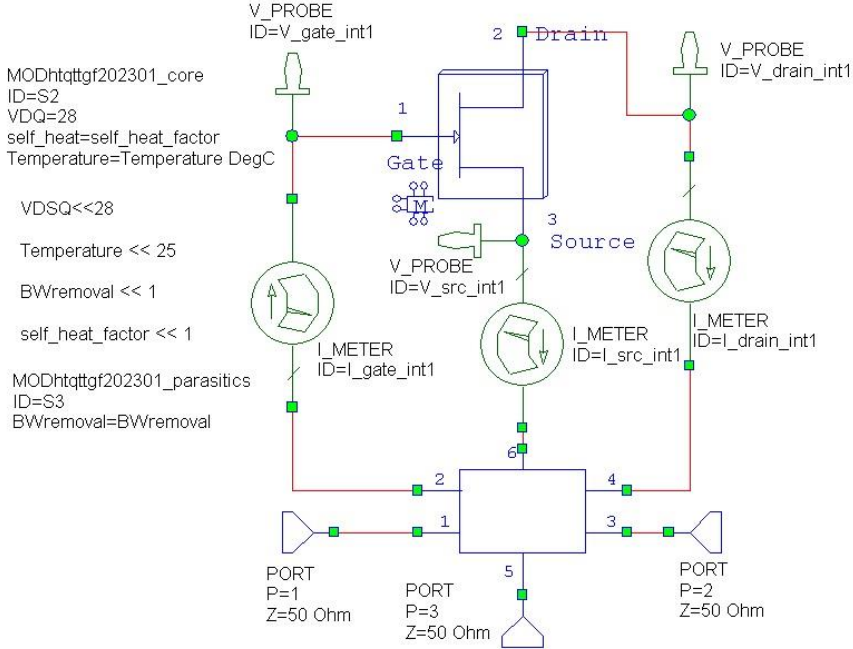 V_PROBE
ID=V_gate_int1
2
Drain
V_PROBE
ID=V_drain_int1
MODhtqttgf202301_core
ID=S2
VDQ=28
self_heat=self_heat_factor
Temperature=Temperature DegC
1
Gate
M
3
Source
V_PROBE
ID=V_src_int1
VDSQ<<28
Temperature << 25
BWremoval << 1
self_heat_factor << 1
I_METER
ID=I_gate_int1
I_METER
ID=I_src_int1
I_METER
ID=I_drain_int1
MODhtqttgf202301_parasitics
ID=S3
BWremoval=BWremoval
6
2
4
1
3
5
PORT
P=1
Z=50 Ohm
PORT
P=3
Z=50 Ohm
PORT
P=2
Z=50 Ohm